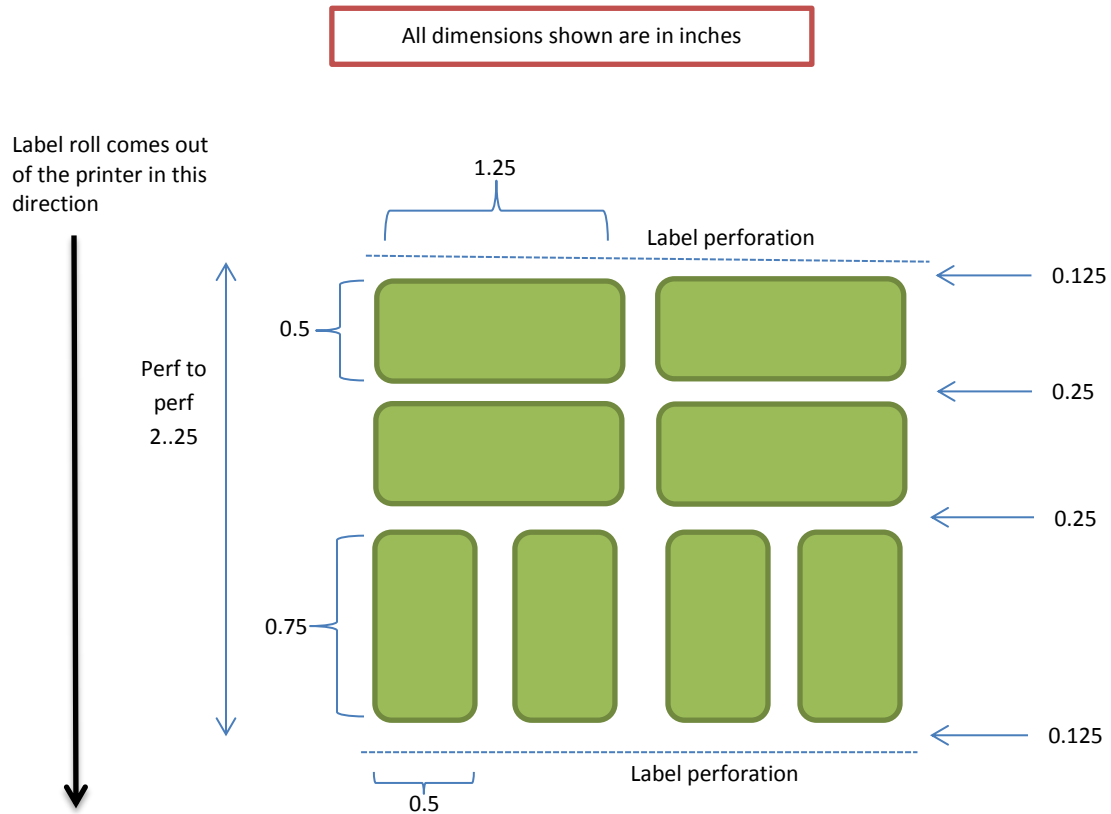 All dimensions shown are in inches
Label roll comes out
of the printer in this
direction
1.25
Label perforation
0.125
0.5
Perf to
perf
2..25
0.25
0.25
0.75
0.125
Label perforation
0.5